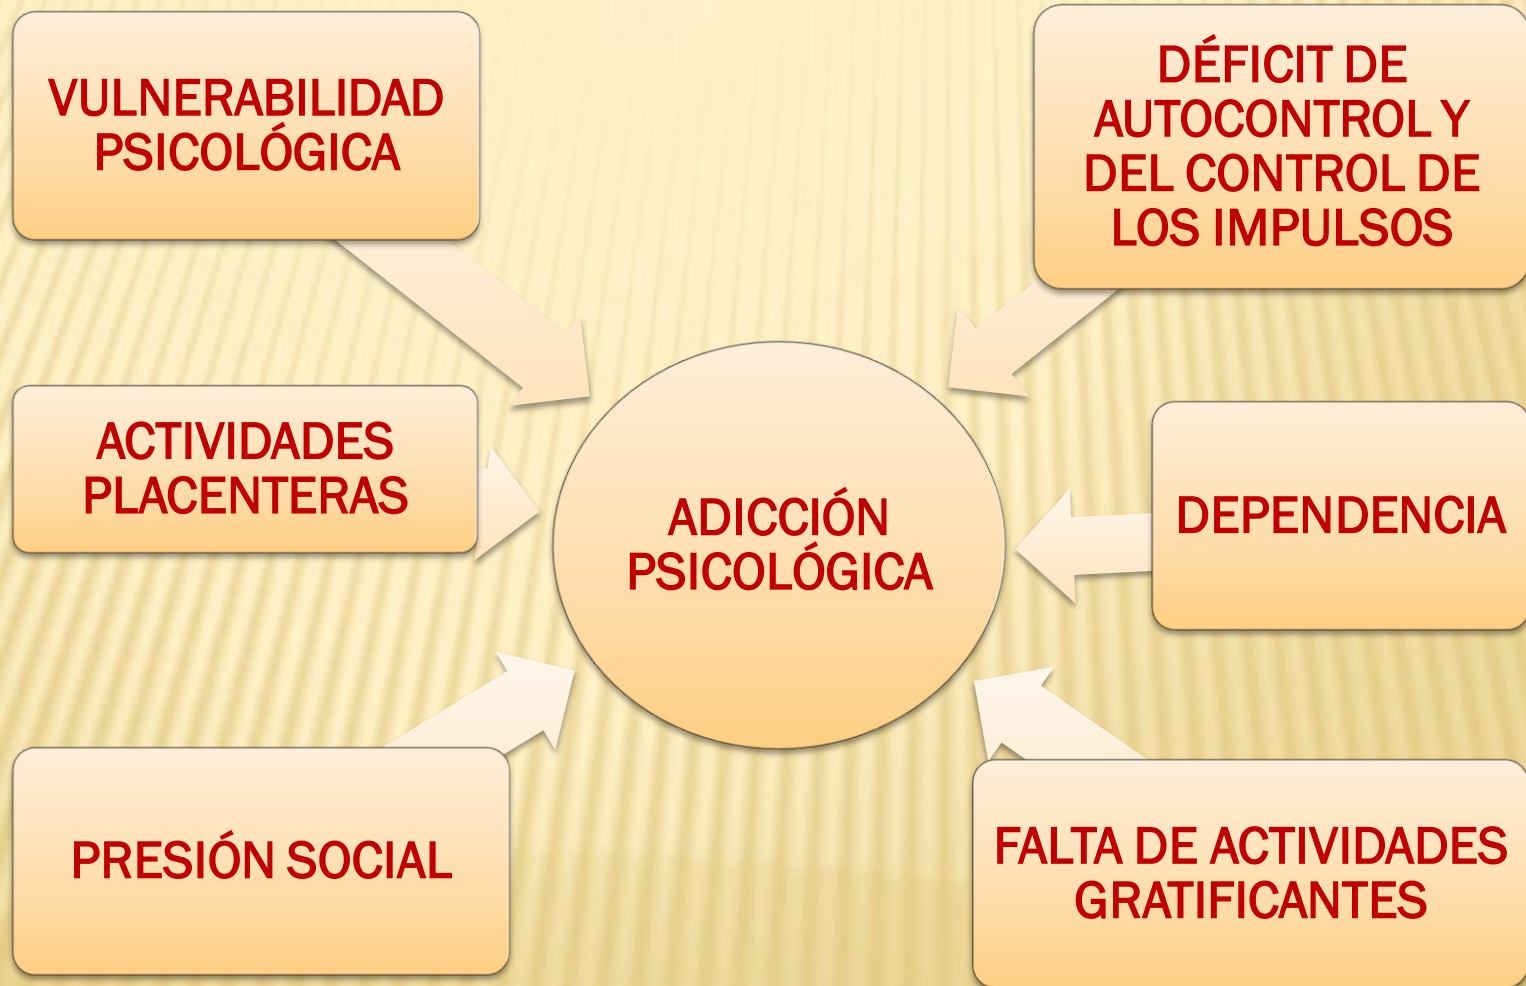 VULNERABILIDAD
PSICOLÓGICA
DÉFICIT DE
AUTOCONTROL Y
DEL CONTROL DE
LOS IMPULSOS
ACTIVIDADES
PLACENTERAS
ADICCIÓN
PSICOLÓGICA
DEPENDENCIA
PRESIÓN SOCIAL
FALTA DE ACTIVIDADES
GRATIFICANTES